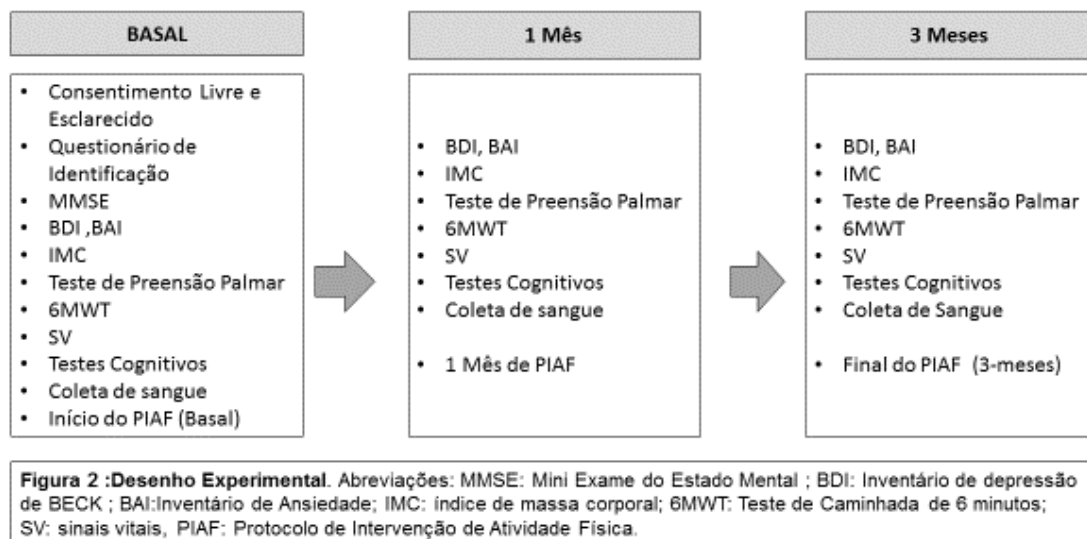 BASAL
• Consentimento Livre e
Esclarecido
• Questionário de
Identificação
• MMSE
• BDI ,BAI
• IMC
• Teste de Preensão Palmar
• 6MWT
• SV
• Testes Cognitivos
• Coleta de sangue
• Início do PIAF (Basal)
1 Mês
• BDI, BAI
• IMC
• Teste de Preensão Palmar
• 6MWT
• SV
• Testes Cognitivos
• Coleta de sangue
• 1 Mês de PIAF
3 Meses
• BDI, BAI
• IMC
• Teste de Preensão Palmar
• 6MWT
• SV
• Testes Cognitivos
• Coleta de Sangue
• Final do PIAF (3-meses)
Figura 2 :Desenho Experimental. Abreviações: MMSE: Mini Exame do Estado Mental ; BDI: Inventário de depressão
de BECK ; BAI:Inventário de Ansiedade; IMC: índice de massa corporal; 6MWT: Teste de Caminhada de 6 minutos;
SV: sinais vitais, PIAF: Protocolo de Intervenção de Atividade Física.